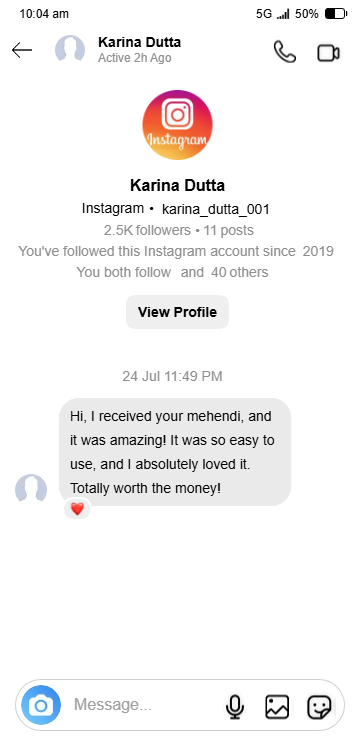 10:04 am 5G 50%
Karina Dutta
Active 2h Ago
Instagram
Karina Dutta
Instagram • karina_dutta_001
2.5K followers • 11 posts
You've followed this Instagram account since 2019
You both follow and 40 others
View Profile
24 Jul 11:49 PM
Hi, I received your mehendi, and
it was amazing! It was so easy to
use, and I absolutely loved it.
Totally worth the money!
Message...